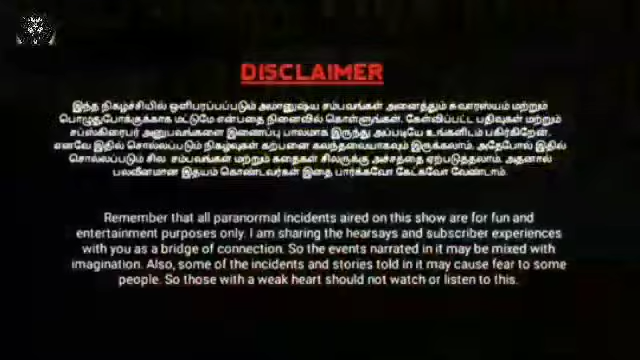 DISCLAIMER
இந்த நிகழ்ச்சியில் ஒளிபரப்பப்படும் அமானுஷ்ய சம்பவங்கள் அனைத்தும் சுவாரஸ்யம் மற்றும்
பொழுதுபோக்குக்காக மட்டுமே என்பதை நினைவில் கொள்ளுங்கள். கேள்விப்பட்ட பதிவுகள் மற்றும்
சப்ஸ்கிரைபர் அனுபவங்களை இணைப்பு பாலமாக இருந்து அப்படியே உங்களிடம் பகிர்கிறேன்.
எனவே இதில் சொல்லப்படும் நிகழ்வுகள் கற்பனை கலந்தவையாகவும் இருக்கலாம். அதேபோல் இதில்
சொல்லப்படும் சில சம்பவங்கள் மற்றும் கதைகள் சிலருக்கு அச்சத்தை ஏற்படுத்தலாம். அதனால்
பலவீனமான இதயம் கொண்டவர்கள் இதை பார்க்கவோ கேட்கவோ வேண்டாம்.
Remember that all paranormal incidents aired on this show are for fun and
entertainment purposes only. I am sharing the hearsays and subscriber experiences
with you as a bridge of connection. So the events narrated in it may be mixed with
imagination. Also, some of the incidents and stories told in it may cause fear to some
people. So those with a weak heart should not watch or listen to this.